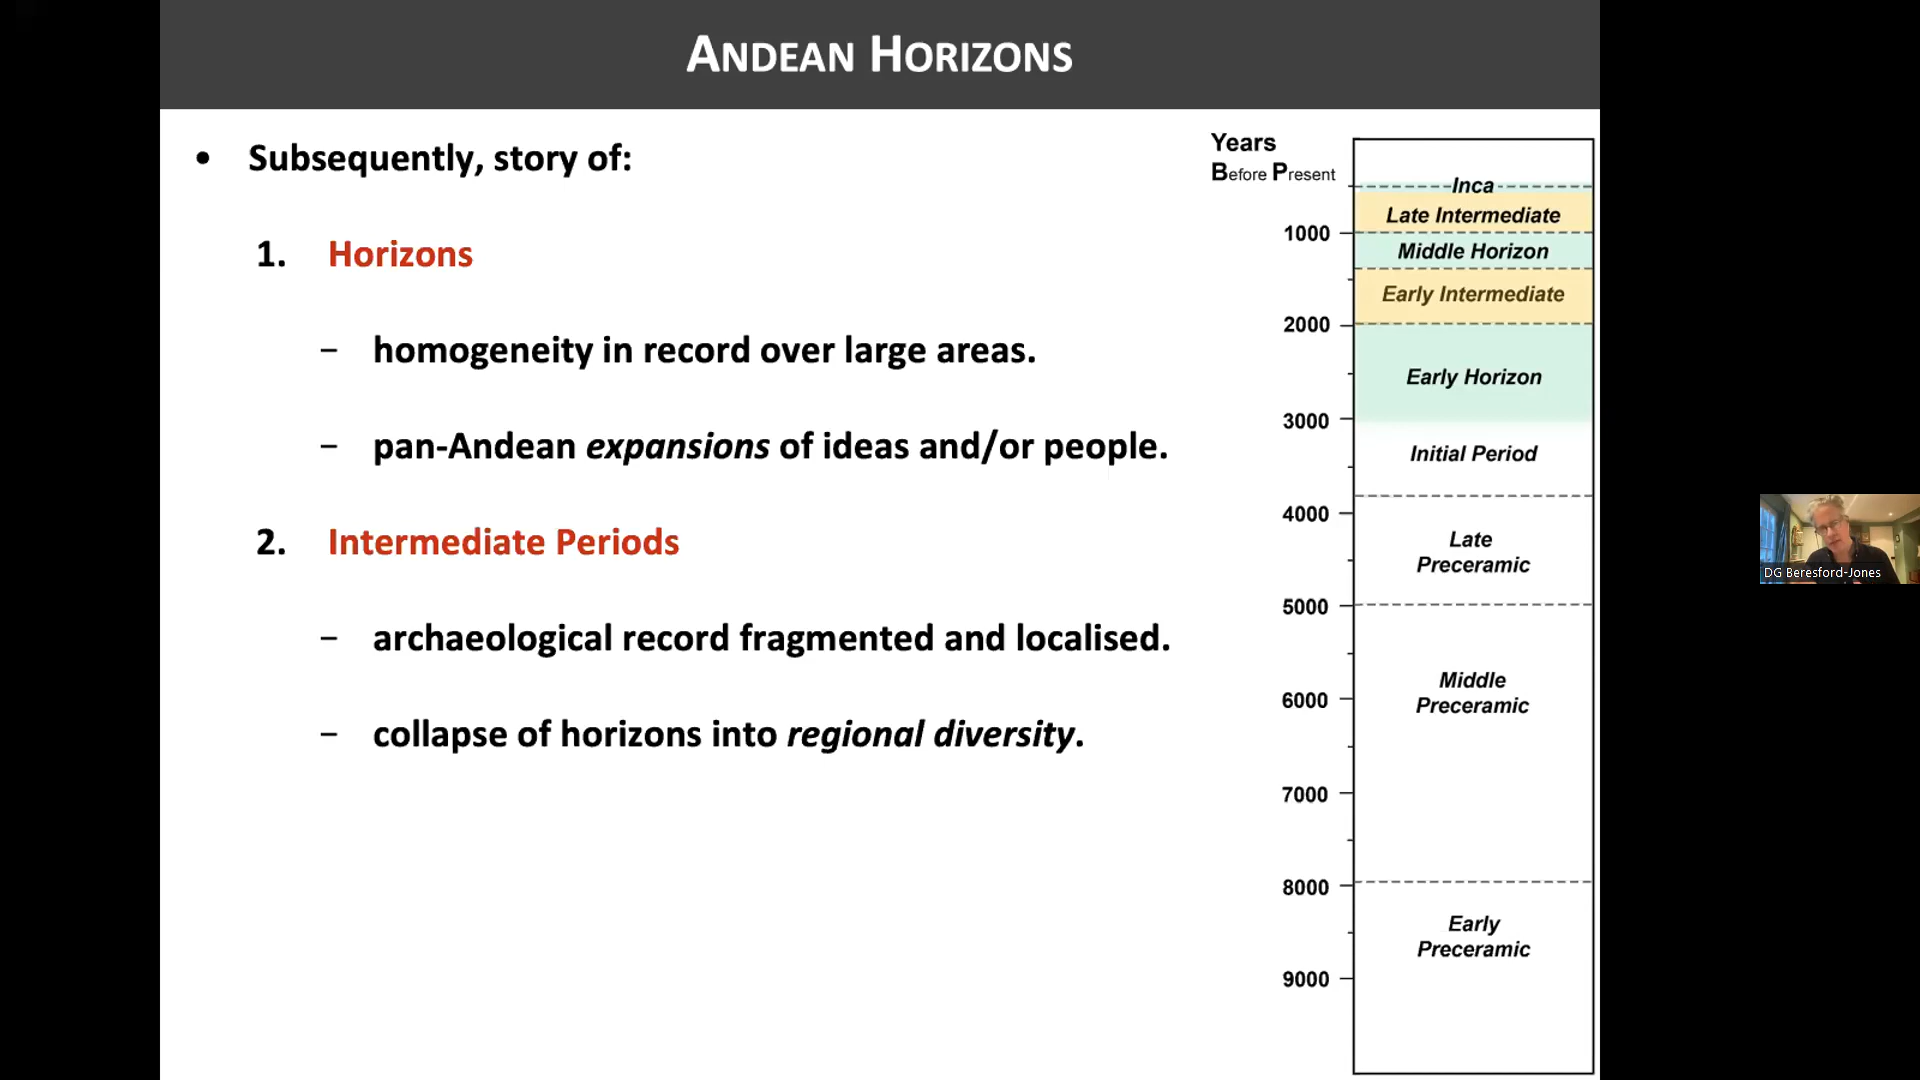 ANDEAN HORIZONS
• Subsequently, story of:
1. Horizons
– homogeneity in record over large areas.
– pan-Andean expansions of ideas and/or people.
2. Intermediate Periods
– archaeological record fragmented and localised.
– collapse of horizons into regional diversity.
Years
Before Present
Inca
Late Intermediate
1000
Middle Horizon
Early Intermediate
2000
Early Horizon
3000
Initial Period
4000
Late
Preceramic
5000
Middle
Preceramic
6000
7000
8000
Early
Preceramic
9000
DG Beresford-Jones